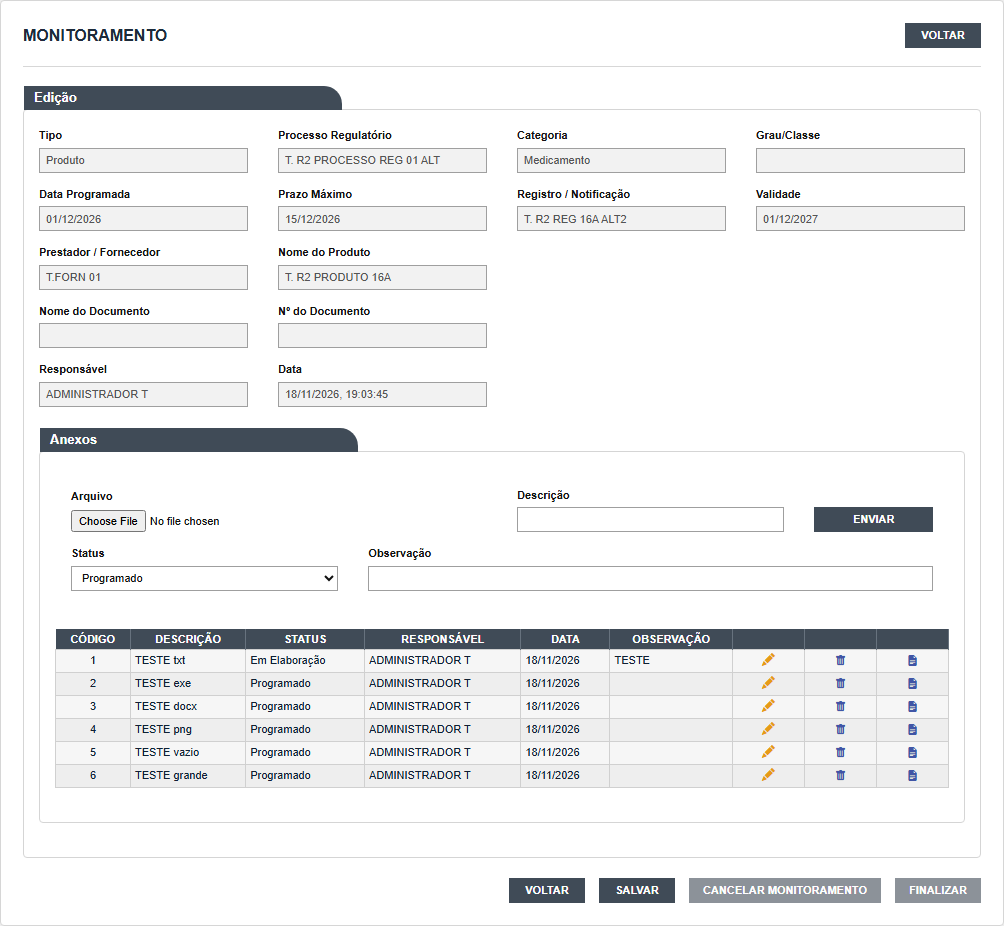 MONITORAMENTO VOLTAR
Edição
Tipo Processo Regulatório Categoria Grau/Classe
Produto T. R2 PROCESSO REG 01 ALT Medicamento
Data Programada Prazo Máximo Registro / Notificação Validade
01/12/2026 15/12/2026 T. R2 REG 16A ALT2 01/12/2027
Prestador / Fornecedor Nome do Produto
T.FORN 01 T. R2 PRODUTO 16A
Nome do Documento Nº do Documento
Responsável Data
ADMINISTRADOR T 18/11/2026, 19:03:45
Anexos
Arquivo Descrição
Choose File No file chosen ENVIAR
Status Observação
Programado
CÓDIGO DESCRIÇÃO STATUS RESPONSÁVEL DATA OBSERVAÇÃO
1 TESTE txt Em Elaboração ADMINISTRADOR T 18/11/2026 TESTE
2 TESTE exe Programado ADMINISTRADOR T 18/11/2026
3 TESTE docx Programado ADMINISTRADOR T 18/11/2026
4 TESTE png Programado ADMINISTRADOR T 18/11/2026
5 TESTE vazio Programado ADMINISTRADOR T 18/11/2026
6 TESTE grande Programado ADMINISTRADOR T 18/11/2026
VOLTAR SALVAR CANCELAR MONITORAMENTO FINALIZAR